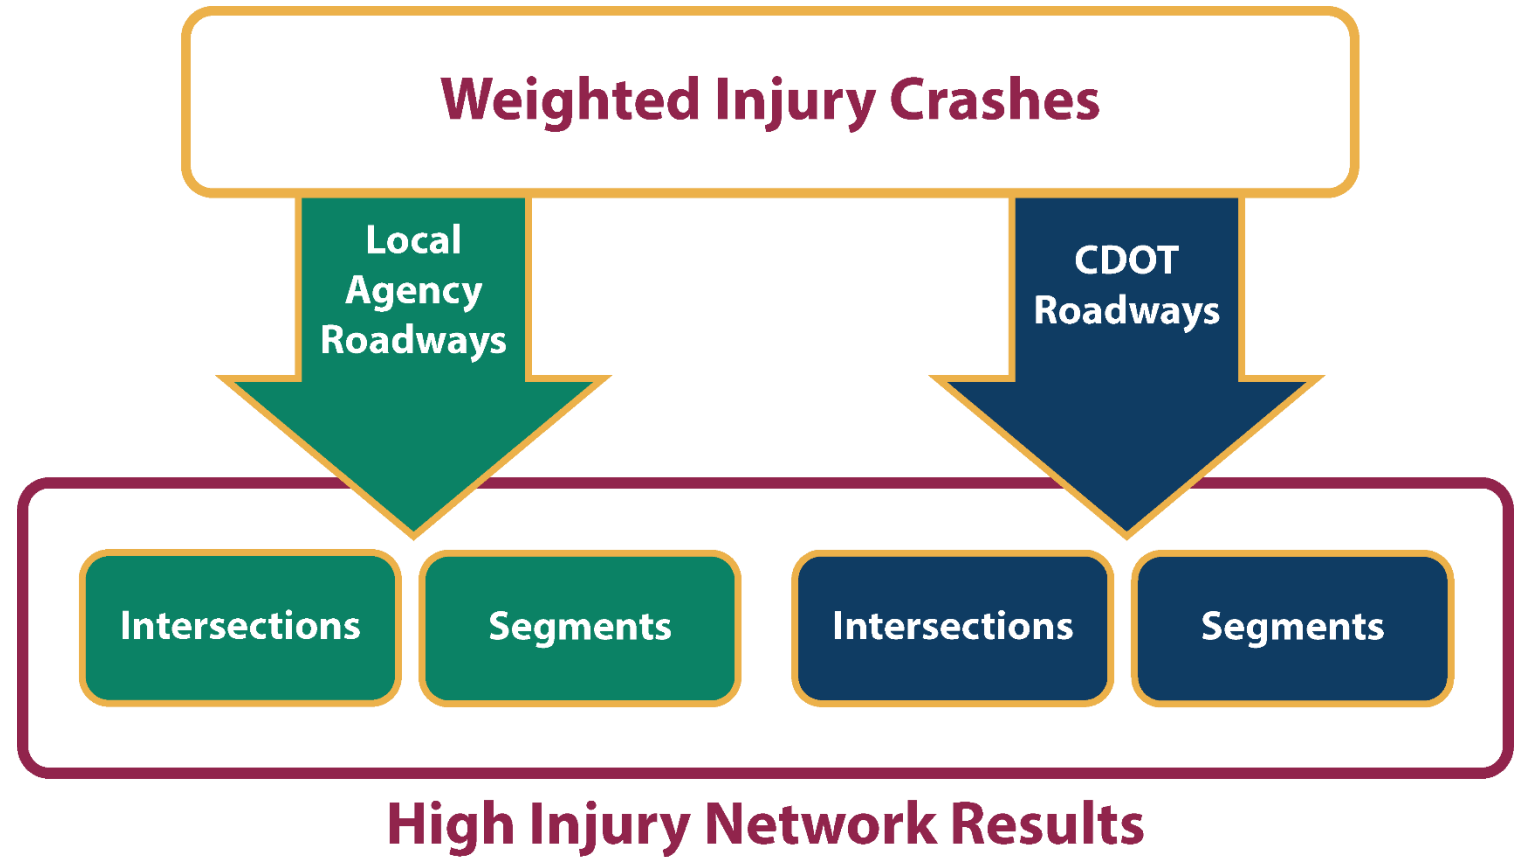 Weighted Injury Crashes
Local
Agency
Roadways
CDOT
Roadways
Intersections
Segments
Intersections
Segments
High Injury Network Results